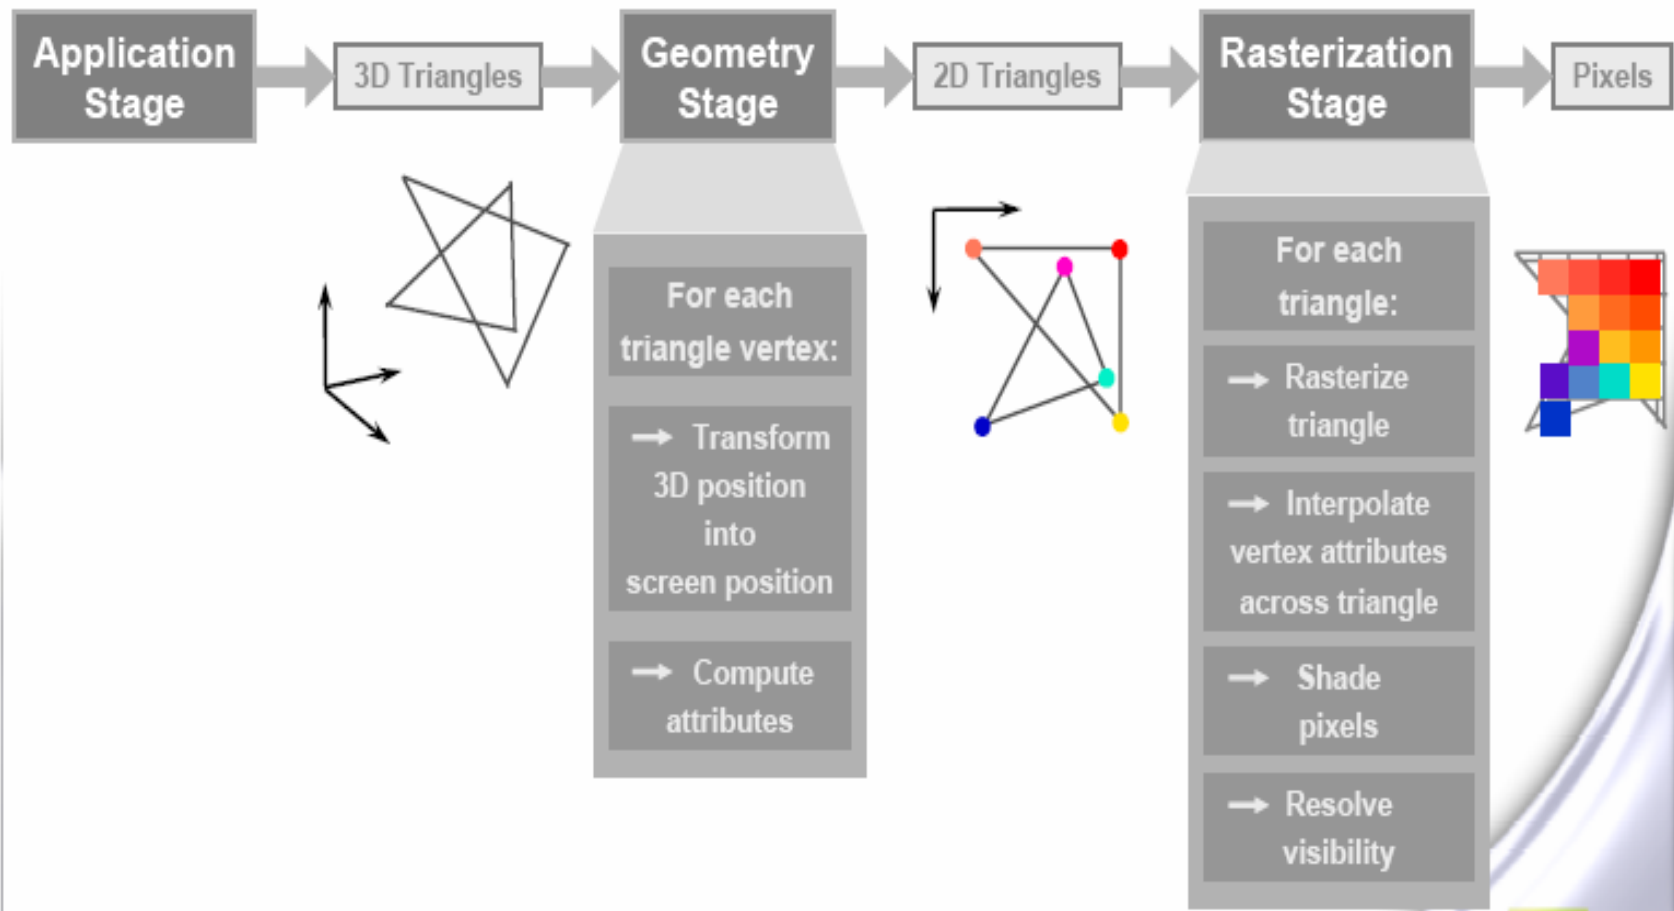 Application
Stage
3D Triangles
Geometry
Stage
2D Triangles
Rasterization
Stage
Pixels
For each
triangle vertex:
Transform
3D position
into
screen position
Compute
attributes
For each
triangle:
Rasterize
triangle
Interpolate
vertex attributes
across triangle
Shade
pixels
Resolve
visibility